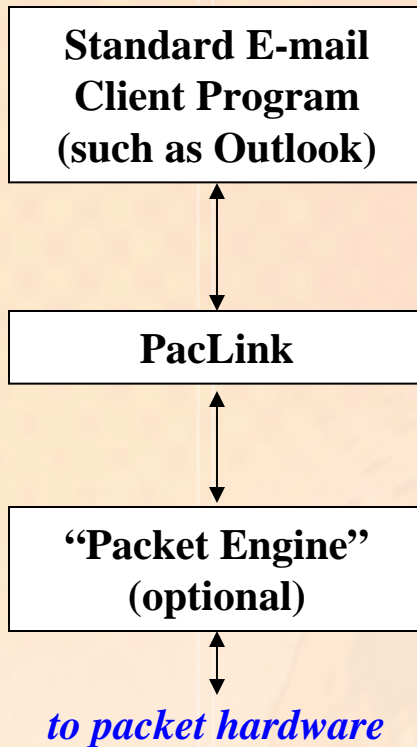 Standard E-mail
Client Program
(such as Outlook)
PacLink
“Packet Engine”
(optional)
to packet hardware